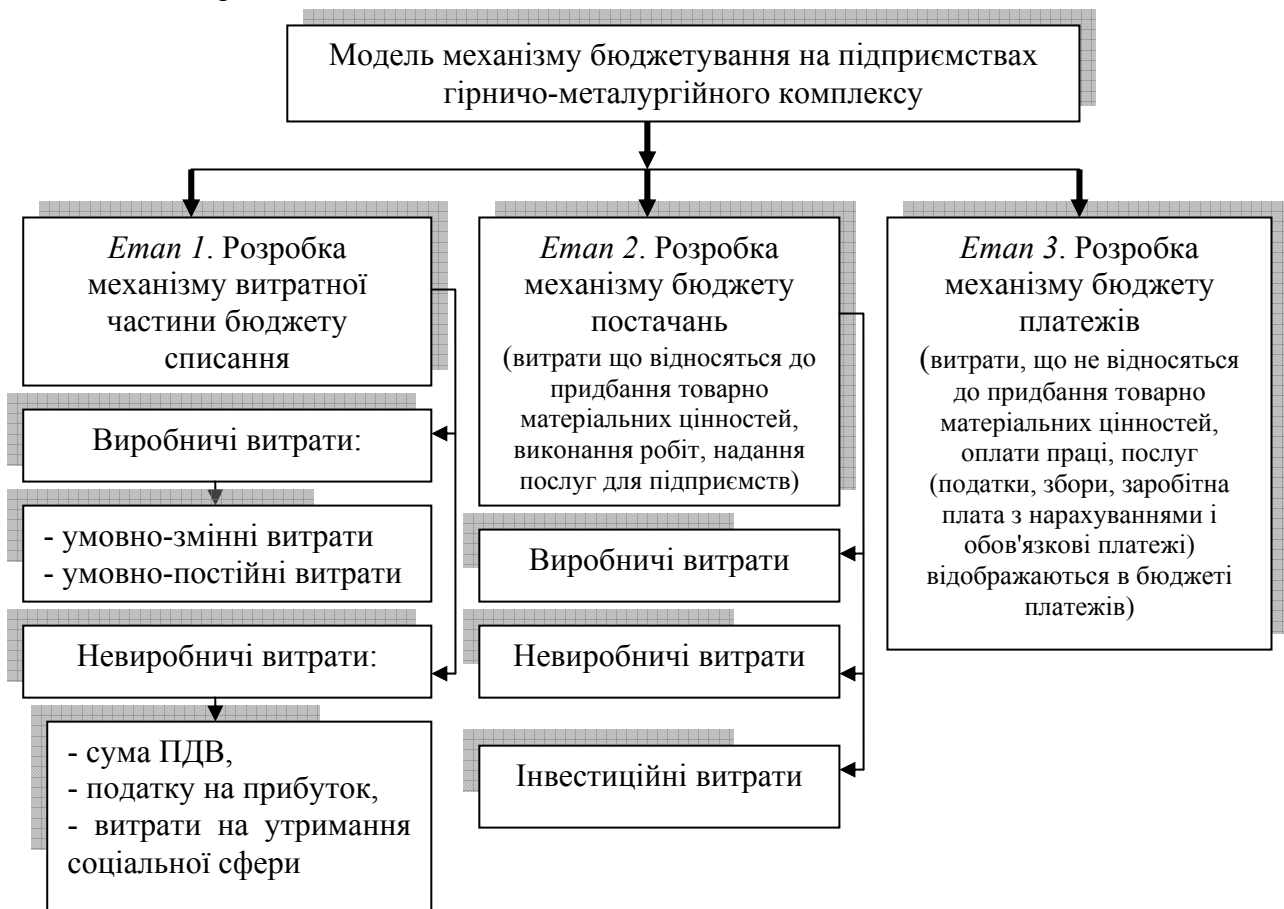 Модель механізму бюджетування на підприємствах
гірничо-металургійного комплексу
Етап 1. Розробка
механізму витратної
частини бюджету
списання
Виробничі витрати:
- умовно-змінні витрати
- умовно-постійні витрати
Невиробничі витрати:
- сума ПДВ,
- податку на прибуток,
- витрати на утримання
соціальної сфери
Етап 2. Розробка
механізму бюджету
постачань
(витрати що відносяться до
придбання товарно
матеріальних цінностей,
виконання робіт, надання
послуг для підприємств)
Виробничі витрати
Невиробничі витрати
Інвестиційні витрати
Етап 3. Розробка
механізму бюджету
платежів
(витрати, що не відносяться
до придбання товарно
матеріальних цінностей,
оплати праці, послуг
(податки, збори, заробітна
плата з нарахуваннями і
обов'язкові платежі)
відображаються в бюджеті
платежів)